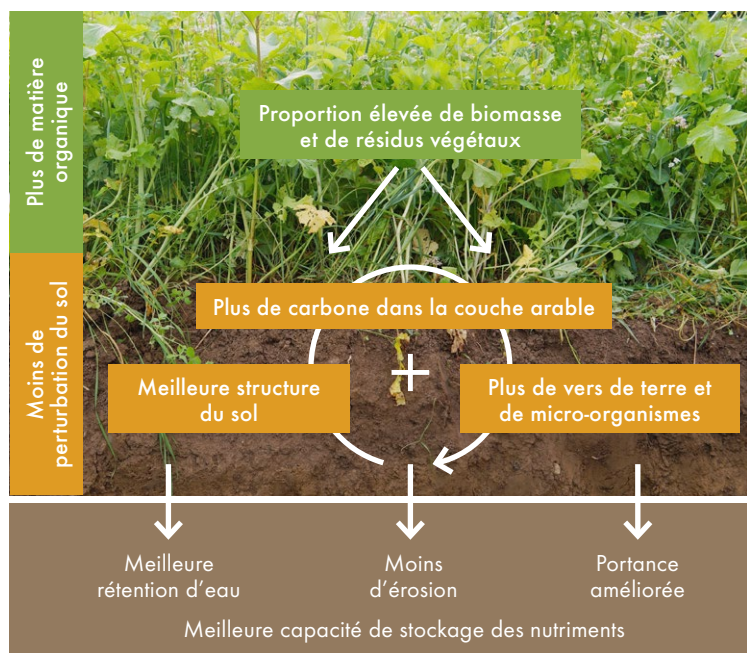 Plus de matière
organique
Proportion élevée de biomasse
et de résidus végétaux
Moins de
perturbation du sol
Plus de carbone dans la couche arable
Meilleure structure
du sol
+
Plus de vers de terre et
de micro-organismes
Meilleure
rétention d’eau
Moins
d’érosion
Portance
améliorée
Meilleure capacité de stockage des nutriments